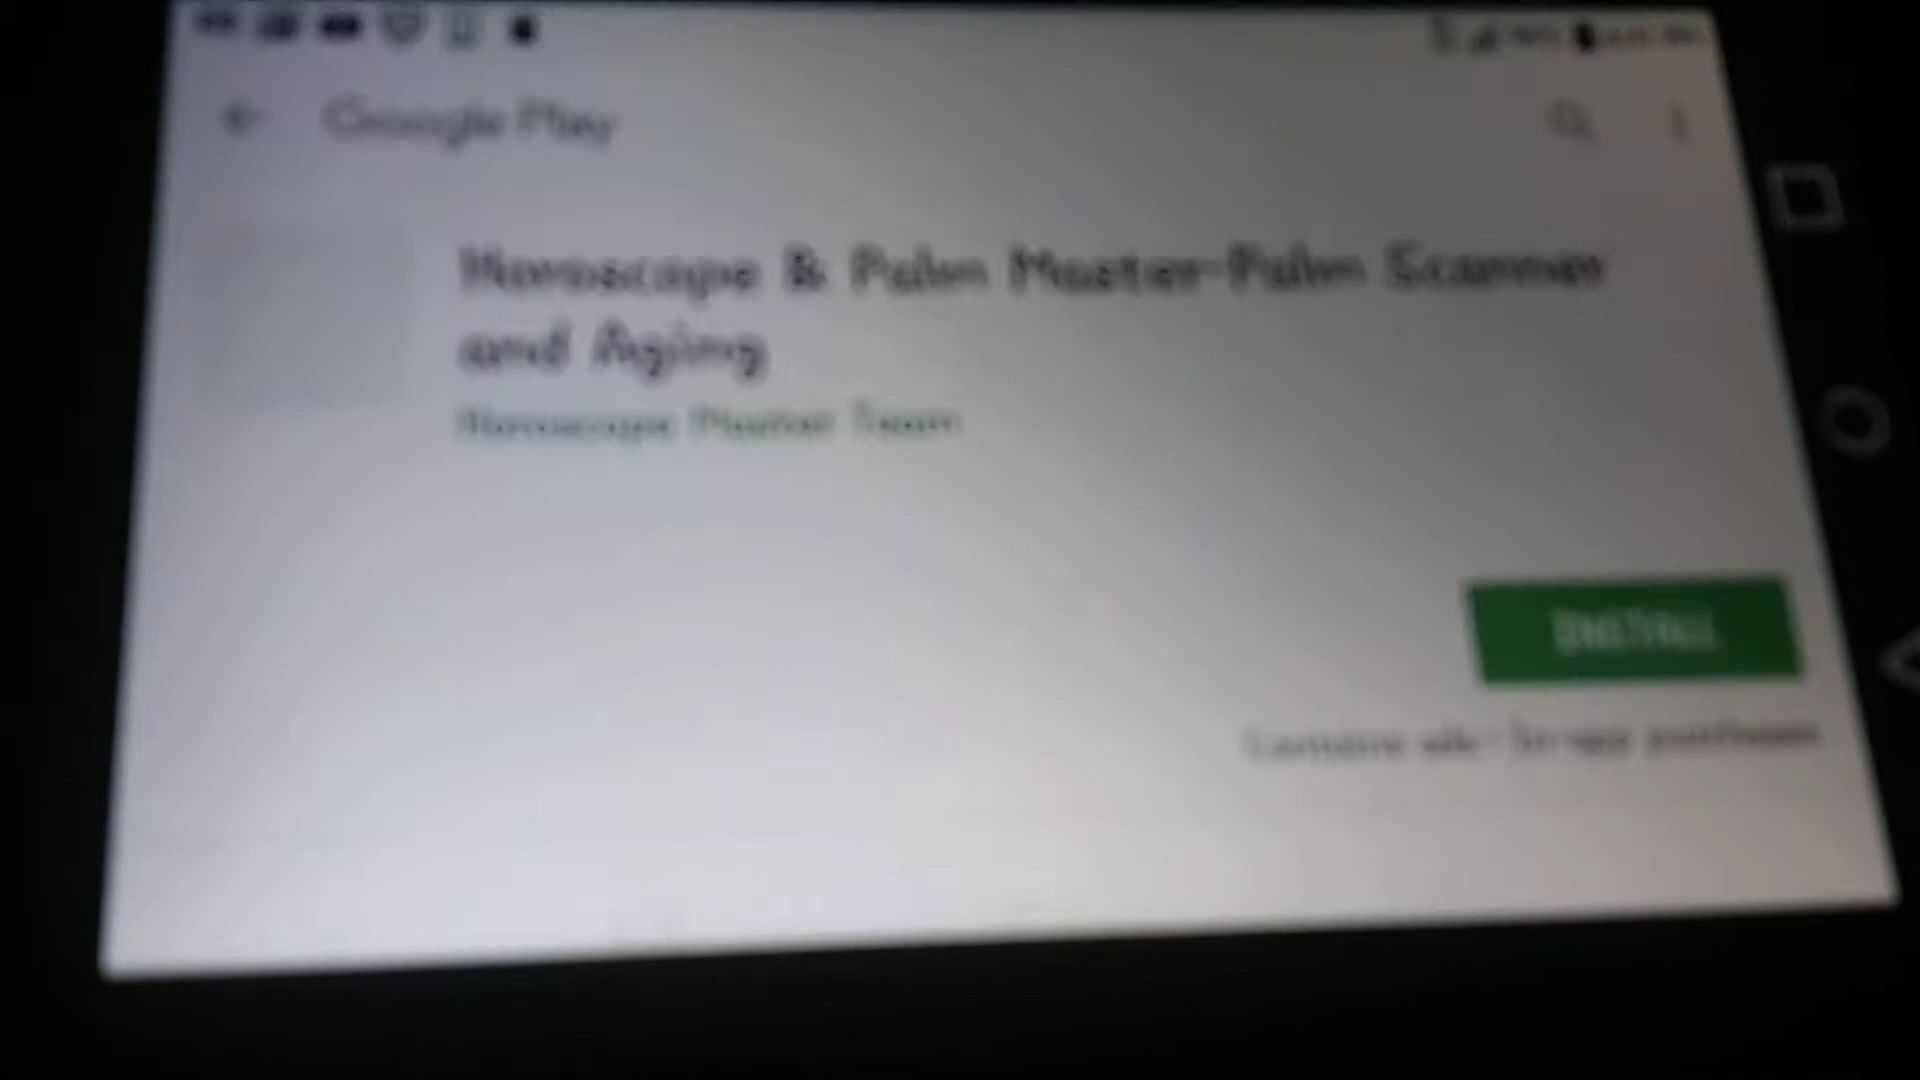 Google Play
Horoscope & Palm Master-Palm Scanner
and Aging
Horoscope Master Team
INSTALL
Contains ads · In-app purchases